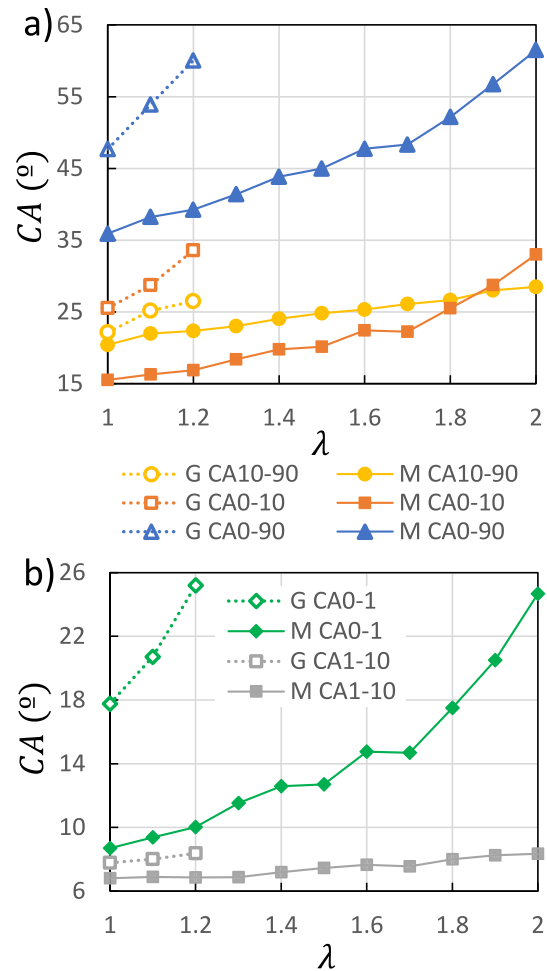 a)
65
55
45
35
25
15
CA (º)
1 1.2 1.4 1.6 1.8 2
λ
G CA10-90 M CA10-90
G CA0-10 M CA0-10
G CA0-90 M CA0-90
b)
26
22
18
14
10
6
CA (º)
G CA0-1
M CA0-1
G CA1-10
M CA1-10
1 1.2 1.4 1.6 1.8 2
λ